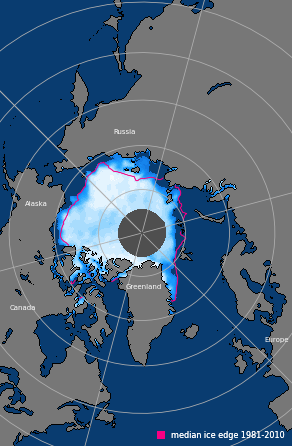 Russia
Alaska
Greenland
Canada
Europe
median ice edge 1981-2010